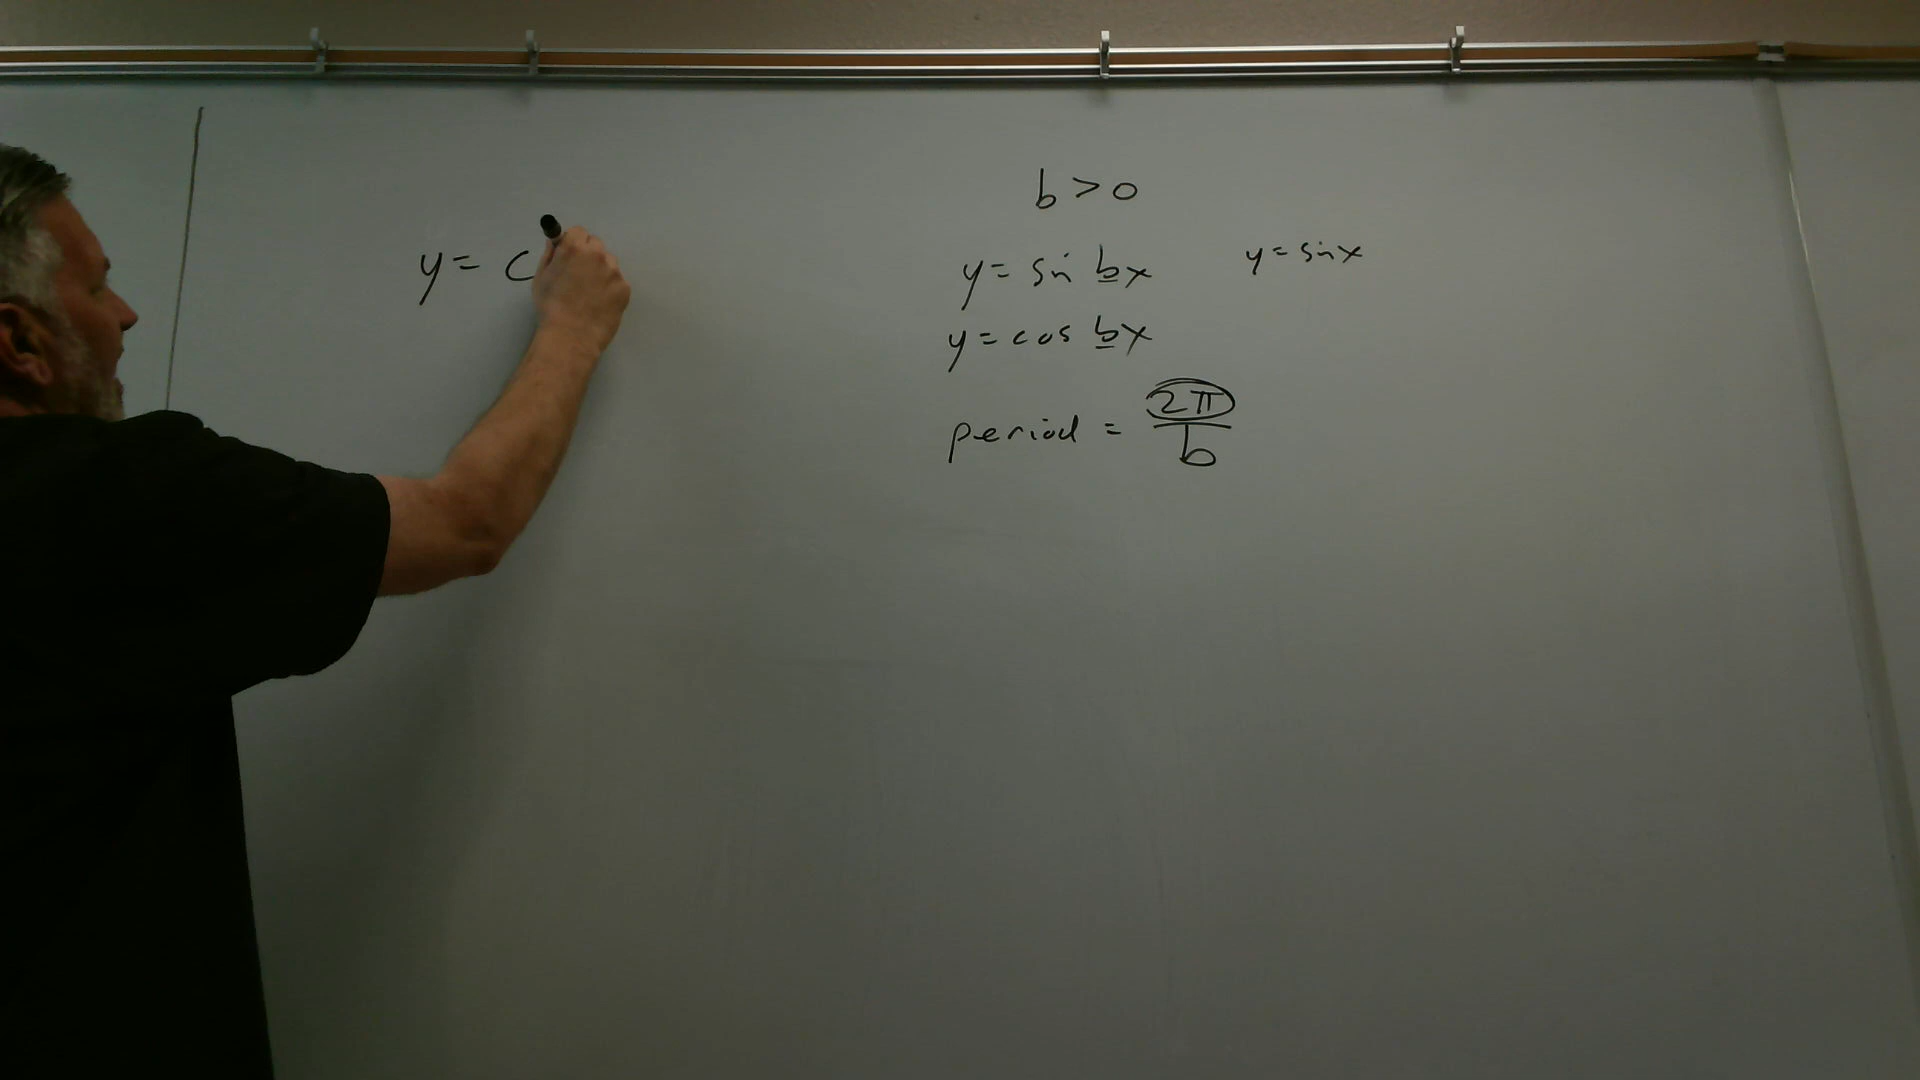 y = c
b > 0
y = sin bx y = sin x
y = cos bx
period = 2π/b